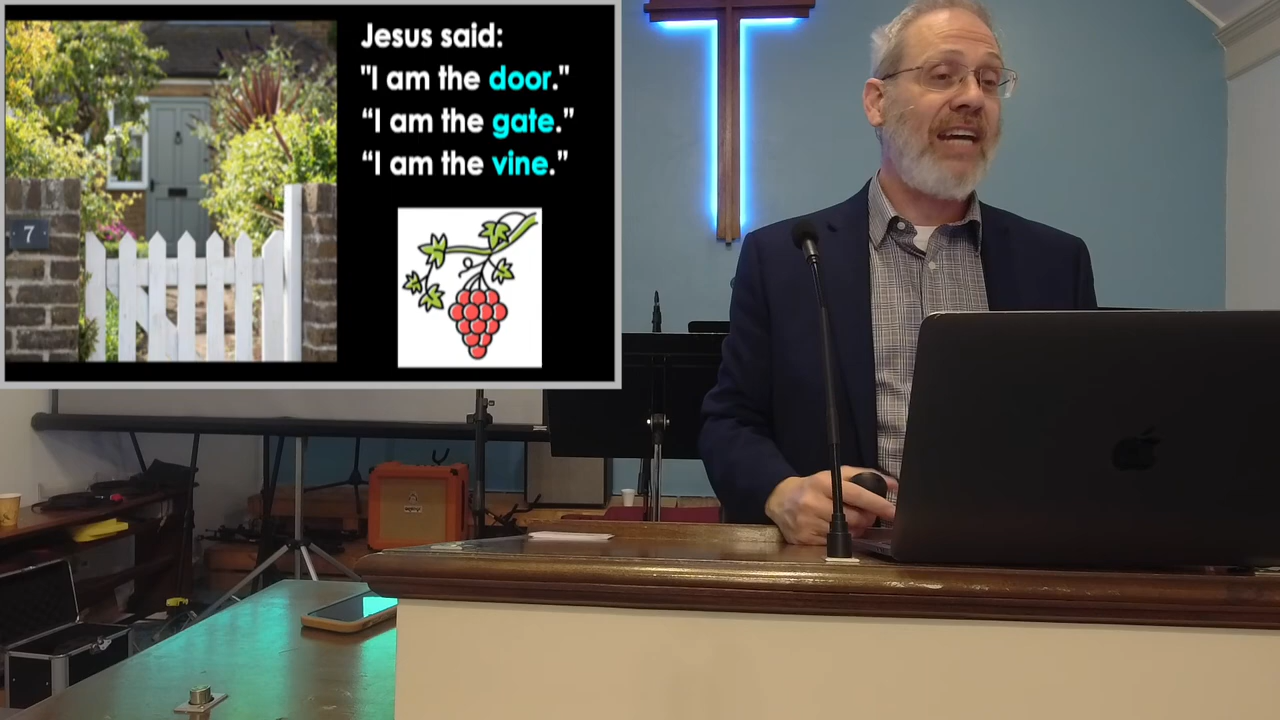 Jesus said:
"I am the door."
“I am the gate.”
“I am the vine.”
7